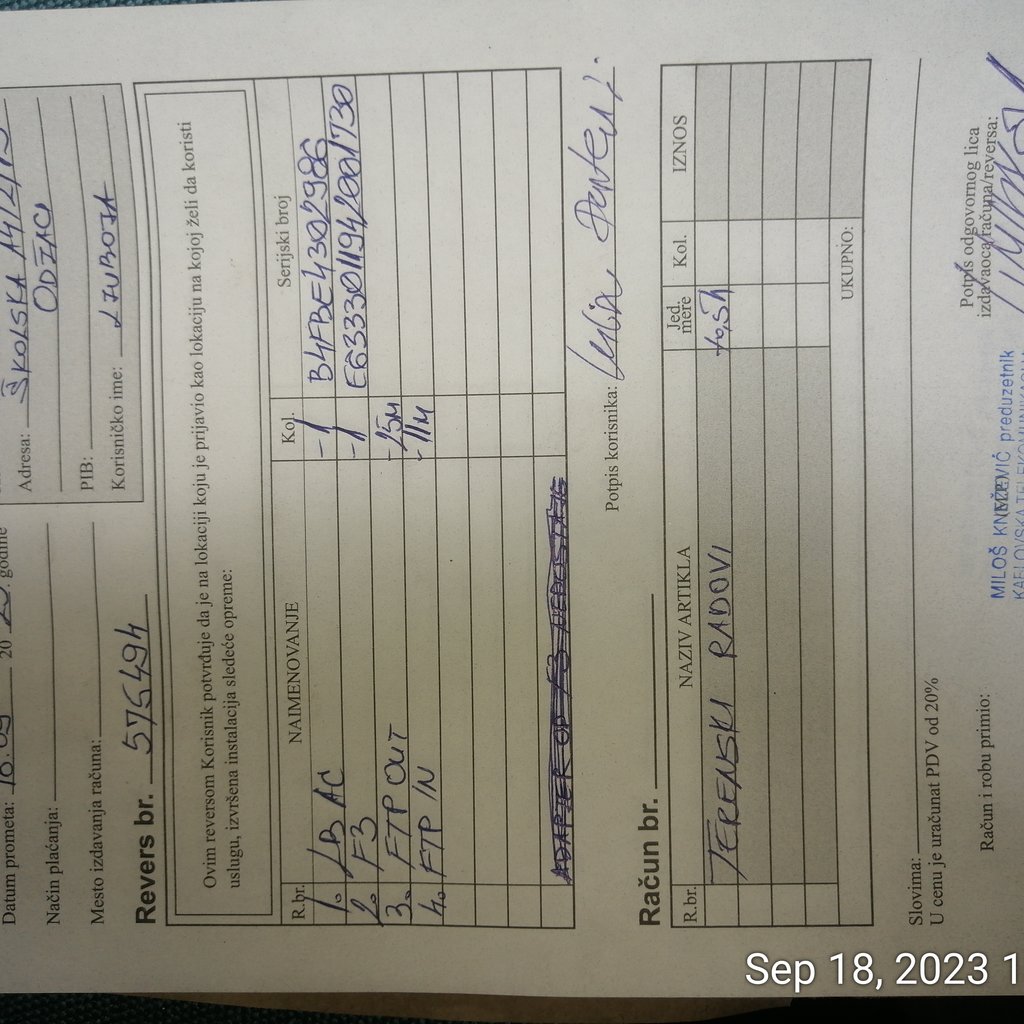 Datum prometa: 18.09 20 23. godine
Način plaćanja:
Mesto izdavanja računa:
Adresa: ŠKOLSKA A4/2/13
ODŽACI
PIB:
Korisničko ime: LJUBOJA
Revers br. 575494
Ovim reversom Korisnik potvrđuje da je na lokaciji koju je prijavio kao lokaciju na kojoj želi da koristi
uslugu, izvršena instalacija sledeće opreme:
R.br. NAIMENOVANJE Kol. Serijski broj
1. LB AC -1 B4FBE4302986
2. F3 -1 E6333011942001730
3. FTP OUT -25M
4. FTP IN -11M
Potpis korisnika:
Račun br.
R.br. NAZIV ARTIKLA Jed. mere Kol. IZNOS
TERENSKI RADOVI
UKUPNO:
Slovima:
U cenu je uračunat PDV od 20%
Račun i robu primio:
Potpis odgovornog lica
izdavaoca računa/reversa:
MILOŠ KNEŽEVIĆ preduzetnik
Sep 18, 2023 1